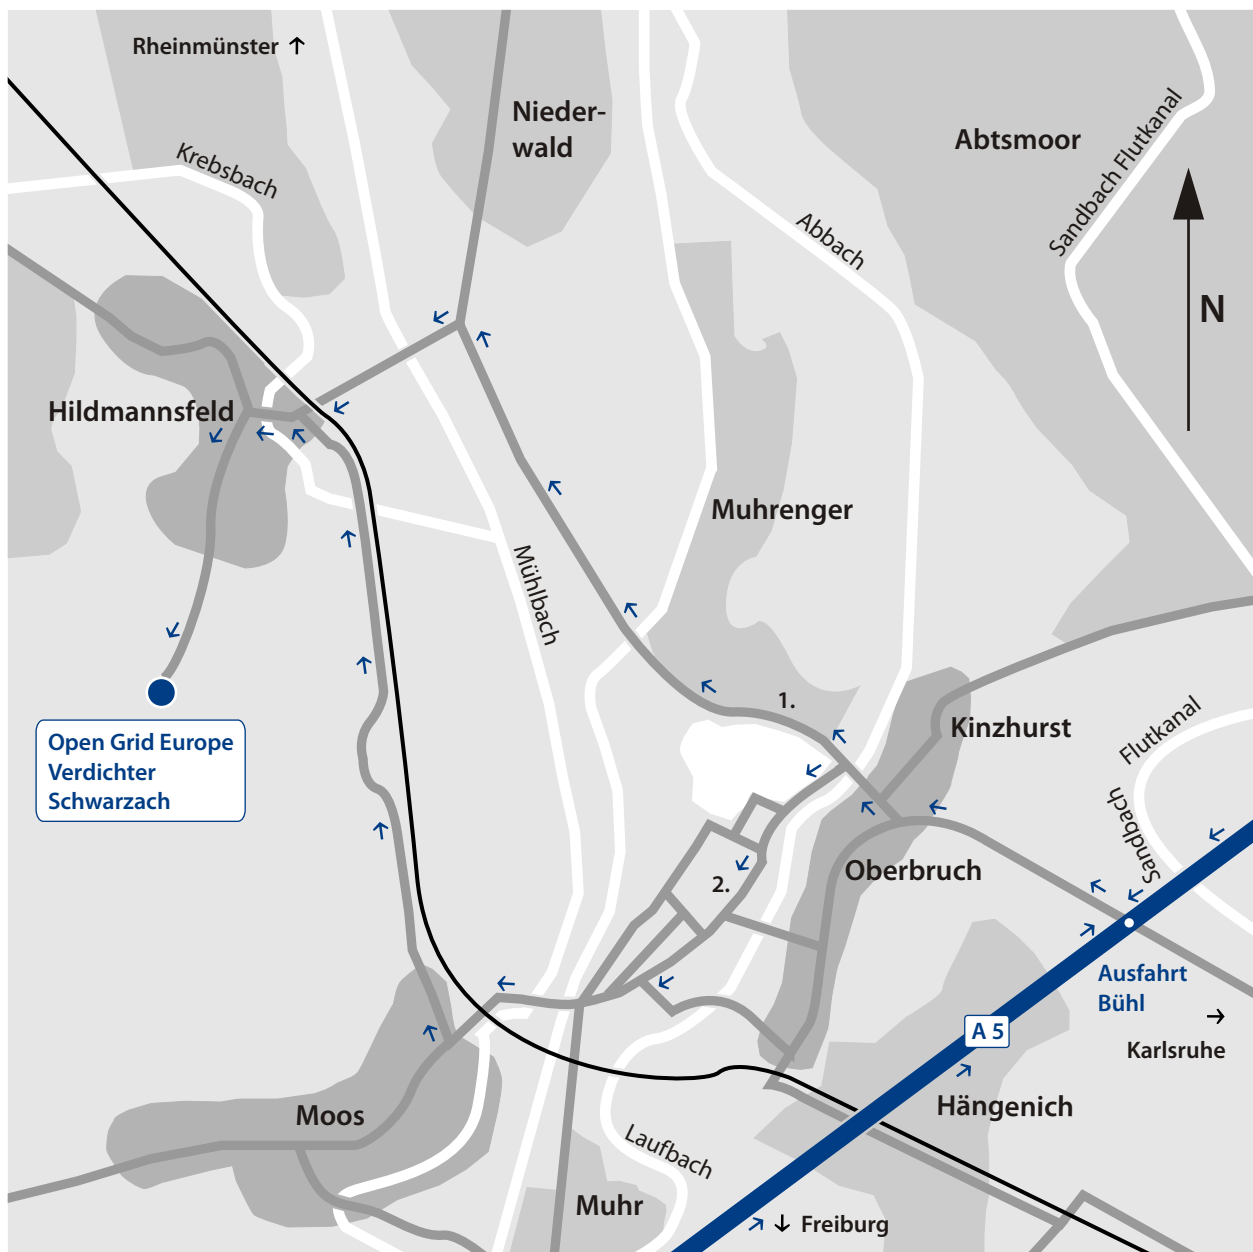 Rheinmünster ↑
Nieder-
wald
Abtsmoor
Sandbach Flutkanal
Krebsbach
Abbach
N
Hildmannsfeld
Muhrenger
Mühlbach
1.
Kinzhurst
Flutkanal
Sandbach
Open Grid Europe
Verdichter
Schwarzach
Oberbruch
2.
Ausfahrt
Bühl
→
Karlsruhe
A 5
Hängenich
Moos
Laufbach
Muhr
↓ Freiburg